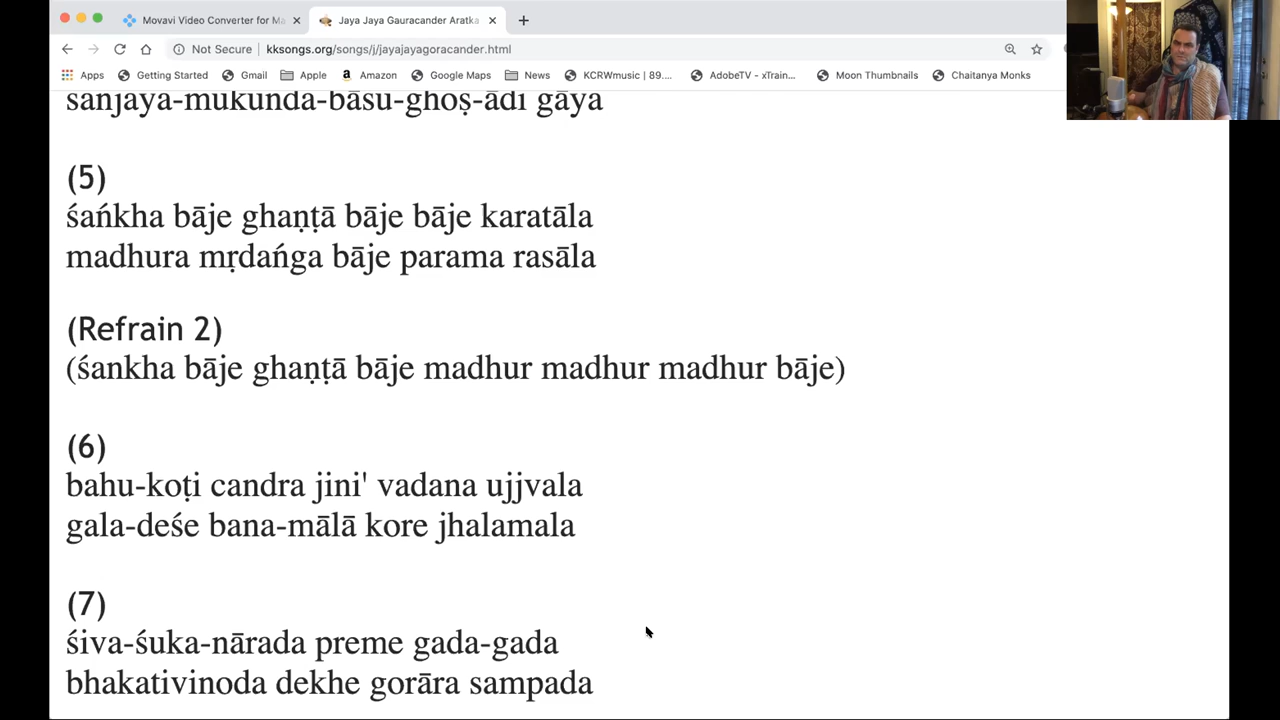 Movavi Video Converter for Ma
Jaya Jaya Gauracander Aratka
Not Secure | kksongs.org/songs/j/jayajayagoracander.html
Apps Getting Started Gmail Apple Amazon Google Maps News KCRWmusic | 89.... AdobeTV - xTrain... Moon Thumbnails Chaitanya Monks
sañjaya-mukunda-bāsu-ghoṣ-ādi gāya
(5)
śańkha bāje ghaṇṭā bāje bāje karatāla
madhura mṛdańga bāje parama rasāla
(Refrain 2)
(śankha bāje ghaṇṭā bāje madhur madhur madhur bāje)
(6)
bahu-koṭi candra jini' vadana ujjvala
gala-deśe bana-mālā kore jhalamala
(7)
śiva-śuka-nārada preme gada-gada
bhakativinoda dekhe gorāra sampada